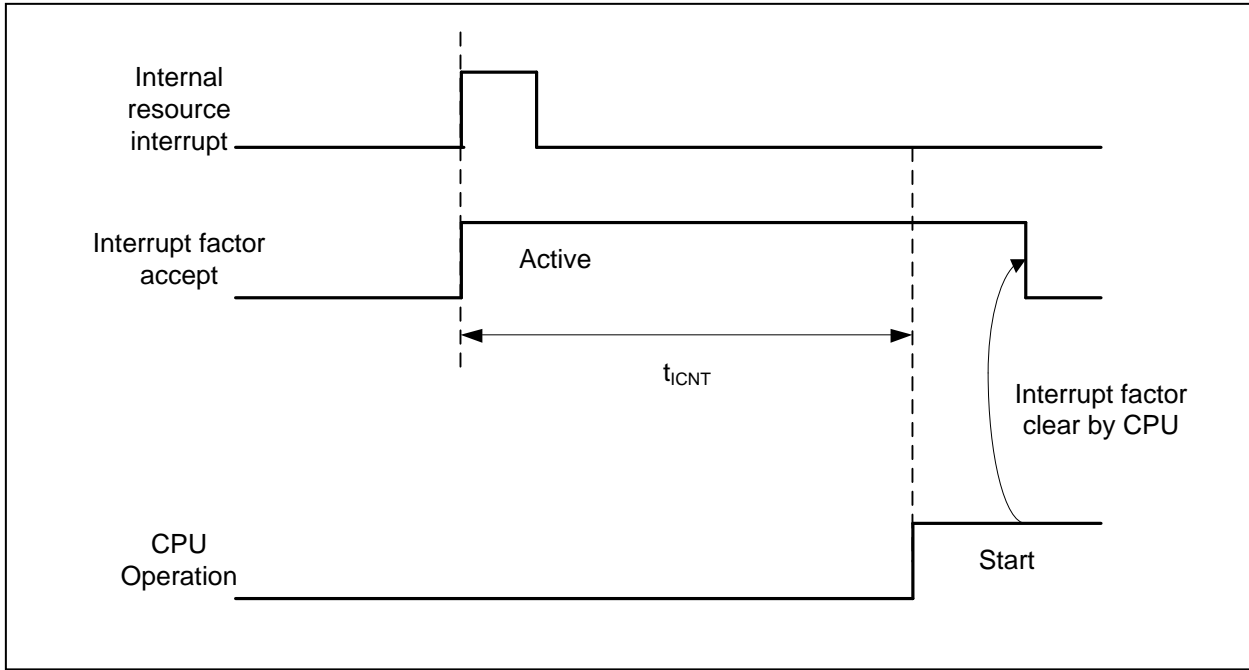 Internal
resource
interrupt
Interrupt factor
accept
Active
tICNT
Interrupt factor
clear by CPU
CPU
Operation
Start